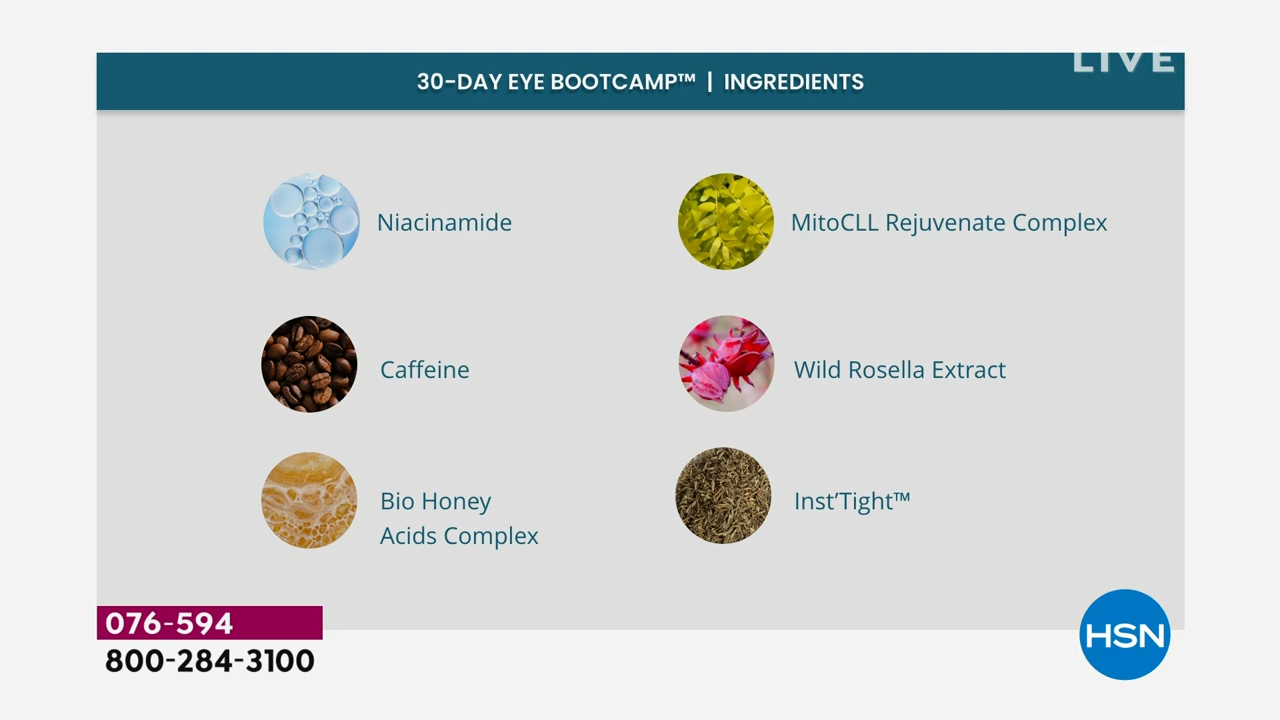 LIVE
30-DAY EYE BOOTCAMP™ | INGREDIENTS
Niacinamide
MitoCLL Rejuvenate Complex
Caffeine
Wild Rosella Extract
Bio Honey
Acids Complex
Inst'Tight™
076-594
800-284-3100
HSN